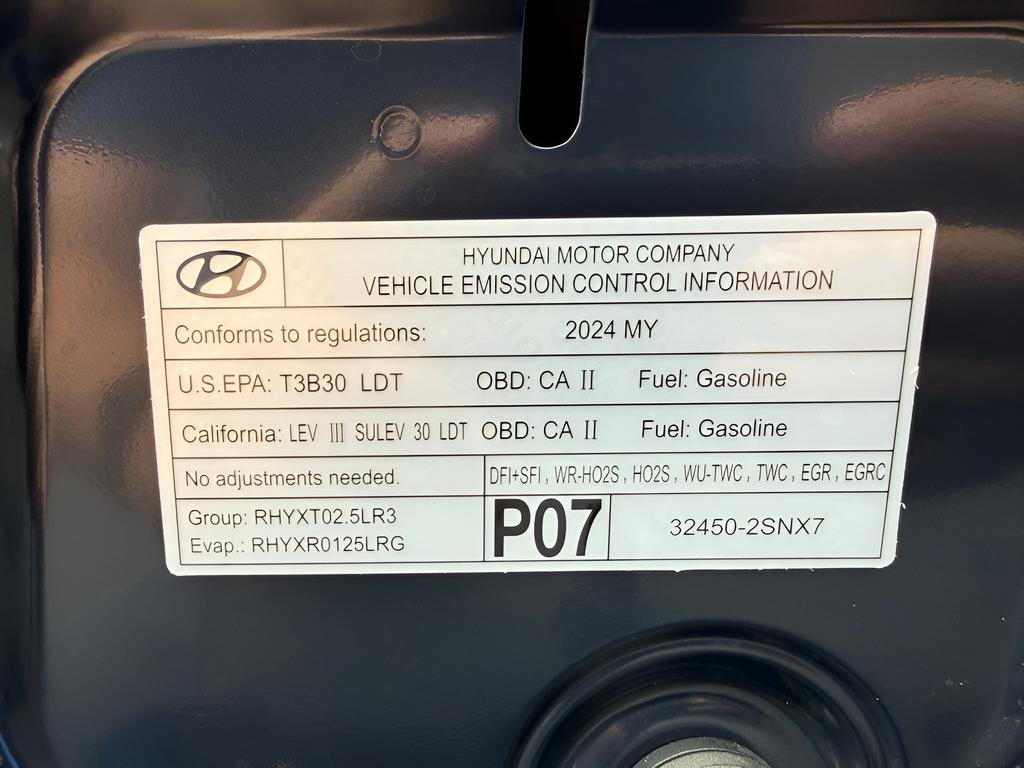 HYUNDAI MOTOR COMPANY
VEHICLE EMISSION CONTROL INFORMATION
Conforms to regulations: 2024 MY
U.S.EPA: T3B30 LDT OBD: CA II Fuel: Gasoline
California: LEV III SULEV 30 LDT OBD: CA II Fuel: Gasoline
No adjustments needed. DFI+SFI , WR-HO2S , HO2S , WU-TWC , TWC , EGR , EGRC
Group: RHYXT02.5LR3
Evap.: RHYXR0125LRG
P07 32450-2SNX7